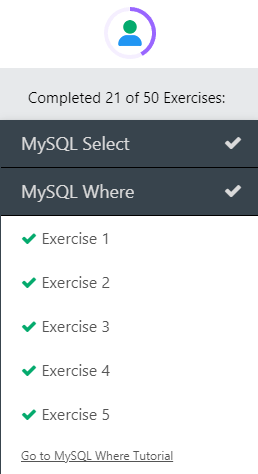 Completed 21 of 50 Exercises:
MySQL Select
MySQL Where
Exercise 1
Exercise 2
Exercise 3
Exercise 4
Exercise 5
Go to MySQL Where Tutorial